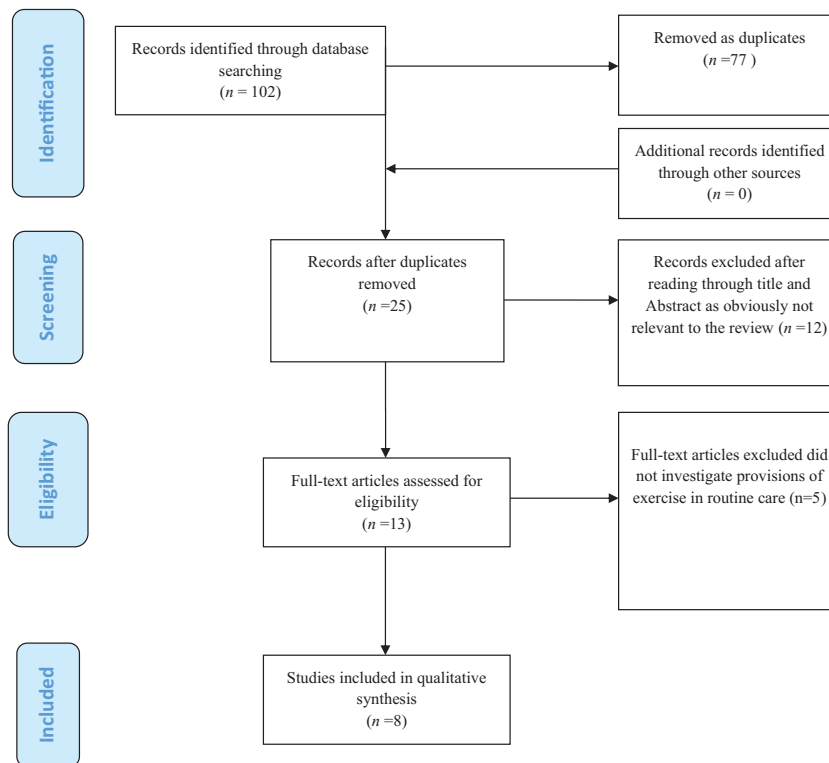 Identification
Records identified through database
searching
(n = 102)
Removed as duplicates
(n =77 )
Additional records identified
through other sources
(n = 0)
Screening
Records after duplicates
removed
(n =25)
Records excluded after
reading through title and
Abstract as obviously not
relevant to the review (n =12)
Eligibility
Full-text articles assessed for
eligibility
(n =13)
Full-text articles excluded did
not investigate provisions of
exercise in routine care (n=5)
Included
Studies included in qualitative
synthesis
(n =8)